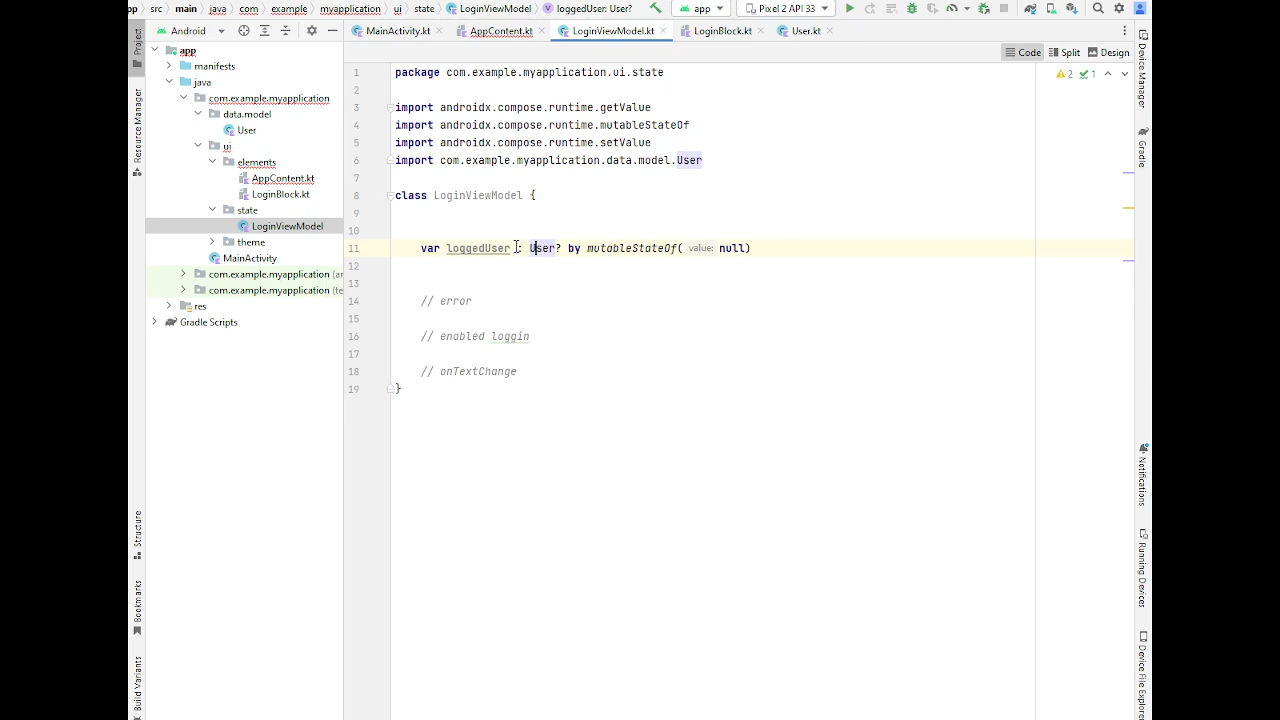 pp src main java com example myapplication ui state LoginViewModel loggedUser: User? app Pixel 2 API 33
Android MainActivity.kt AppContent.kt LoginViewModel.kt LoginBlock.kt User.kt
Code Split Design
Project
Resource Manager
Structure
Bookmarks
Build Variants
app
manifests
java
com.example.myapplication
data.model
User
ui
elements
AppContent.kt
LoginBlock.kt
state
LoginViewModel
theme
MainActivity
com.example.myapplication (ar
com.example.myapplication (te
res
Gradle Scripts
2 1
1 package com.example.myapplication.ui.state
2
3 import androidx.compose.runtime.getValue
4 import androidx.compose.runtime.mutableStateOf
5 import androidx.compose.runtime.setValue
6 import com.example.myapplication.data.model.User
7
8 class LoginViewModel {
9
10
11 var loggedUser : User? by mutableStateOf( value: null)
12
13
14 // error
15
16 // enabled loggin
17
18 // onTextChange
19 }
Device Manager
Gradle
Notifications
Running Devices
Device File Explorer